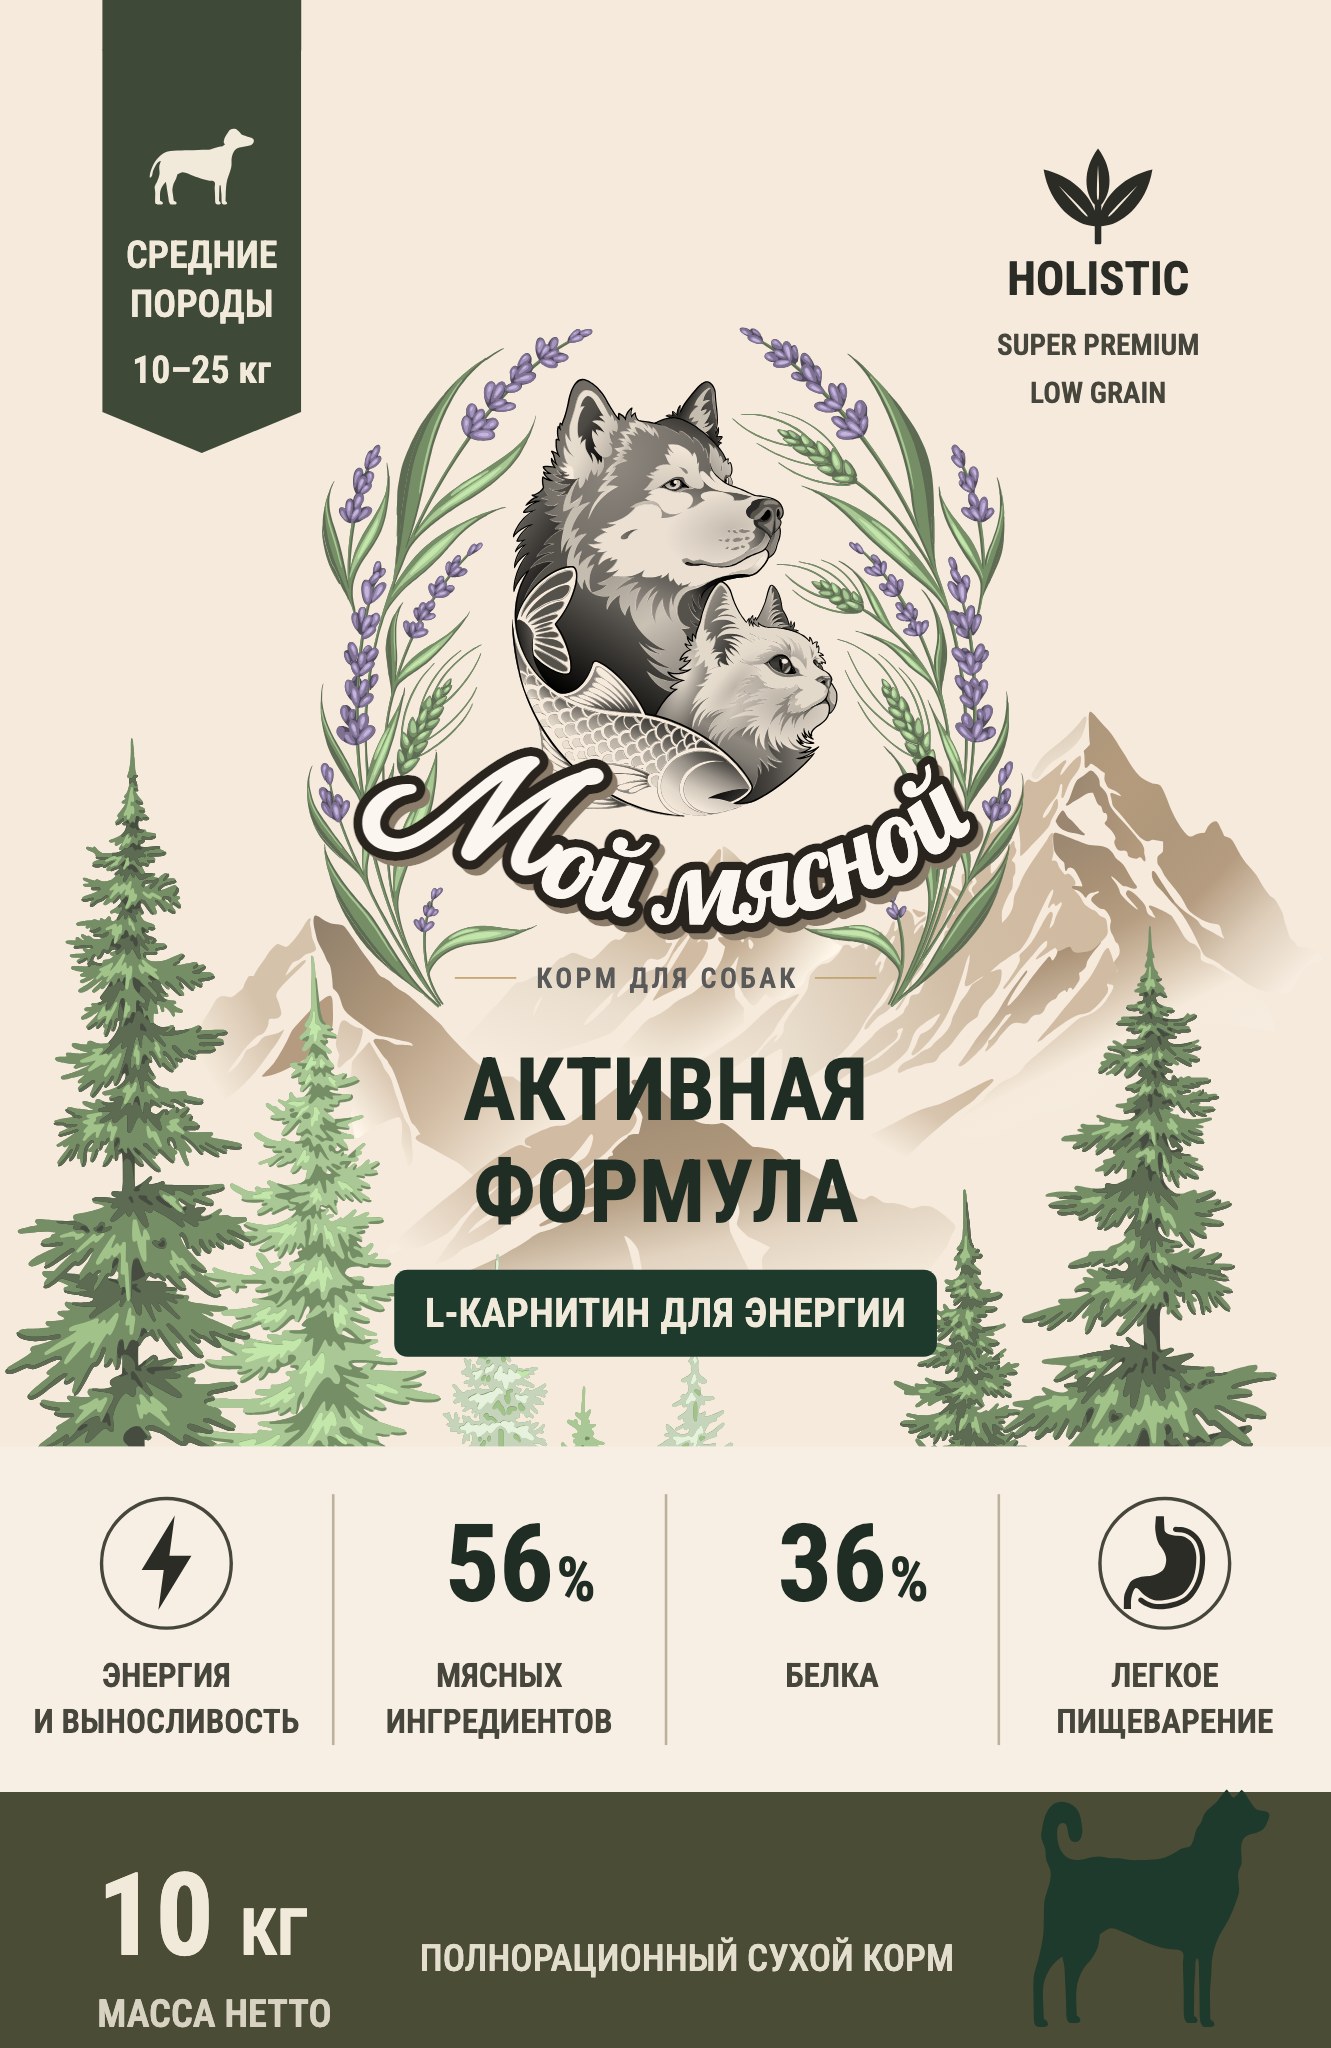 СРЕДНИЕ
ПОРОДЫ
10–25 кг
HOLISTIC
SUPER PREMIUM
LOW GRAIN
Мой мясной
КОРМ ДЛЯ СОБАК
АКТИВНАЯ
ФОРМУЛА
L-КАРНИТИН ДЛЯ ЭНЕРГИИ
ЭНЕРГИЯ
И ВЫНОСЛИВОСТЬ
56%
МЯСНЫХ
ИНГРЕДИЕНТОВ
36%
БЕЛКА
ЛЕГКОЕ
ПИЩЕВАРЕНИЕ
10 кг
МАССА НЕТТО
ПОЛНОРАЦИОННЫЙ СУХОЙ КОРМ